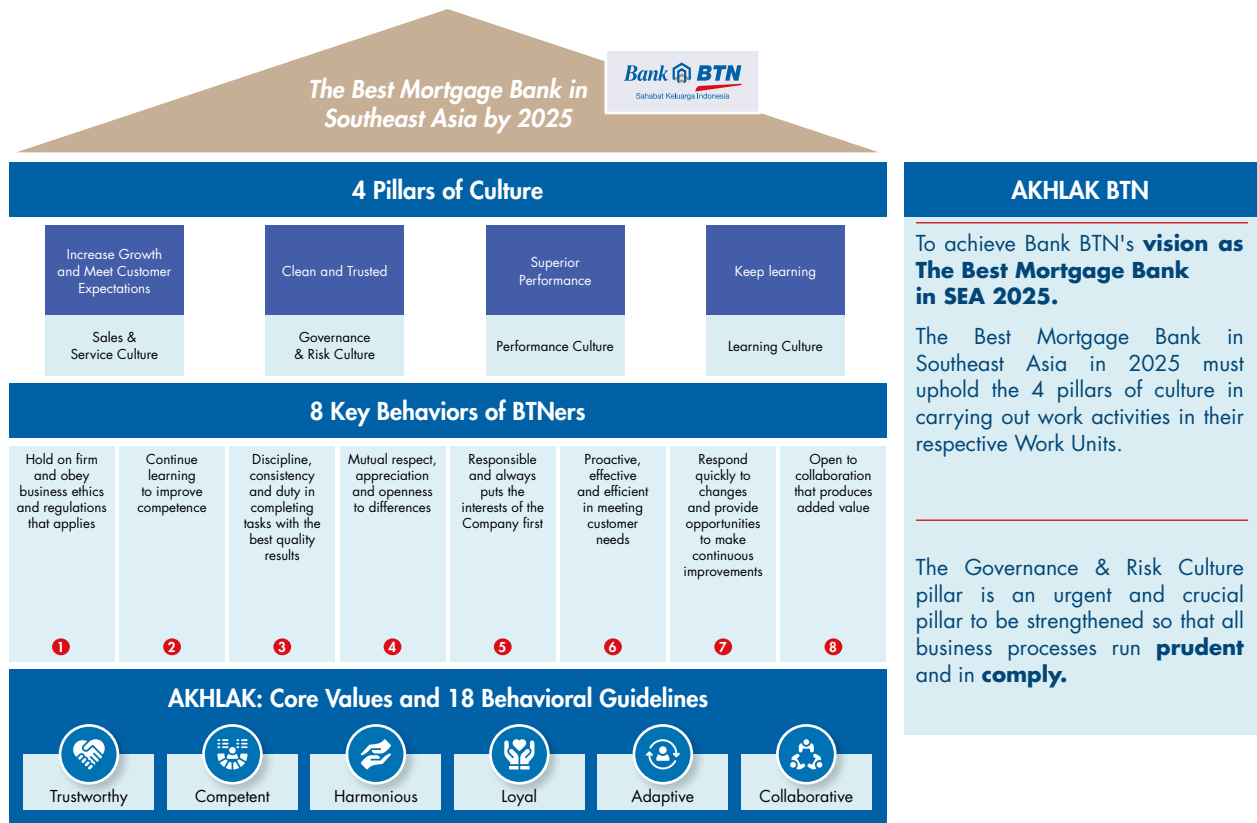 The Best Mortgage Bank in
Southeast Asia by 2025
Bank BTN
Sahabat Keluarga Indonesia
4 Pillars of Culture
Increase Growth
and Meet Customer
Expectations
Sales &
Service Culture
Clean and Trusted
Governance
& Risk Culture
Superior
Performance
Performance Culture
Keep learning
Learning Culture
8 Key Behaviors of BTNers
Hold on firm
and obey
business ethics
and regulations
that applies
1
Continue
learning
to improve
competence
2
Discipline,
consistency
and duty in
completing
tasks with the
best quality
results
3
Mutual respect,
appreciation
and openness
to differences
4
Responsible
and always
puts the
interests of the
Company first
5
Proactive,
effective
and efficient
in meeting
customer
needs
6
Respond
quickly to
changes
and provide
opportunities
to make
continuous
improvements
7
Open to
collaboration
that produces
added value
8
AKHLAK: Core Values and 18 Behavioral Guidelines
Trustworthy
Competent
Harmonious
Loyal
Adaptive
Collaborative
AKHLAK BTN
To achieve Bank BTN's vision as
The Best Mortgage Bank
in SEA 2025.
The Best Mortgage Bank in
Southeast Asia in 2025 must
uphold the 4 pillars of culture in
carrying out work activities in their
respective Work Units.
The Governance & Risk Culture
pillar is an urgent and crucial
pillar to be strengthened so that all
business processes run prudent
and in comply.